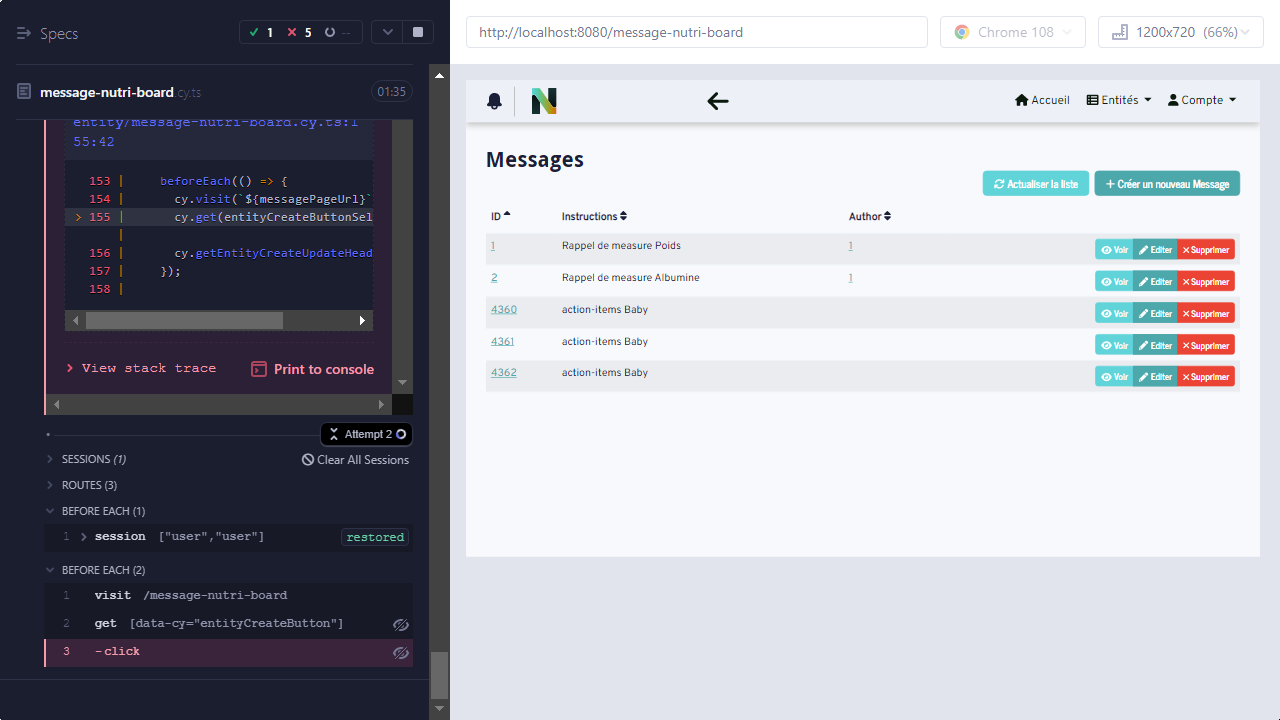 Specs
1 5 --
message-nutri-board.cy.ts 01:35
entity/message-nutri-board.cy.ts:1
55:42
153 | beforeEach(() => {
154 | cy.visit(`${messagePageUrl}`
> 155 | cy.get(entityCreateButtonSel
|
156 | cy.getEntityCreateUpdateHead
157 | });
158 |
View stack trace Print to console
Attempt 2
SESSIONS (1) Clear All Sessions
ROUTES (3)
BEFORE EACH (1)
1 session ["user","user"] restored
BEFORE EACH (2)
1 visit /message-nutri-board
2 get [data-cy="entityCreateButton"]
3 -click
http://localhost:8080/message-nutri-board Chrome 108 1200x720 (66%)
N Accueil Entités Compte
Messages
Actualiser la liste + Créer un nouveau Message
ID Instructions Author
1 Rappel de measure Poids 1 Voir Editer Supprimer
2 Rappel de measure Albumine 1 Voir Editer Supprimer
4360 action-items Baby Voir Editer Supprimer
4361 action-items Baby Voir Editer Supprimer
4362 action-items Baby Voir Editer Supprimer